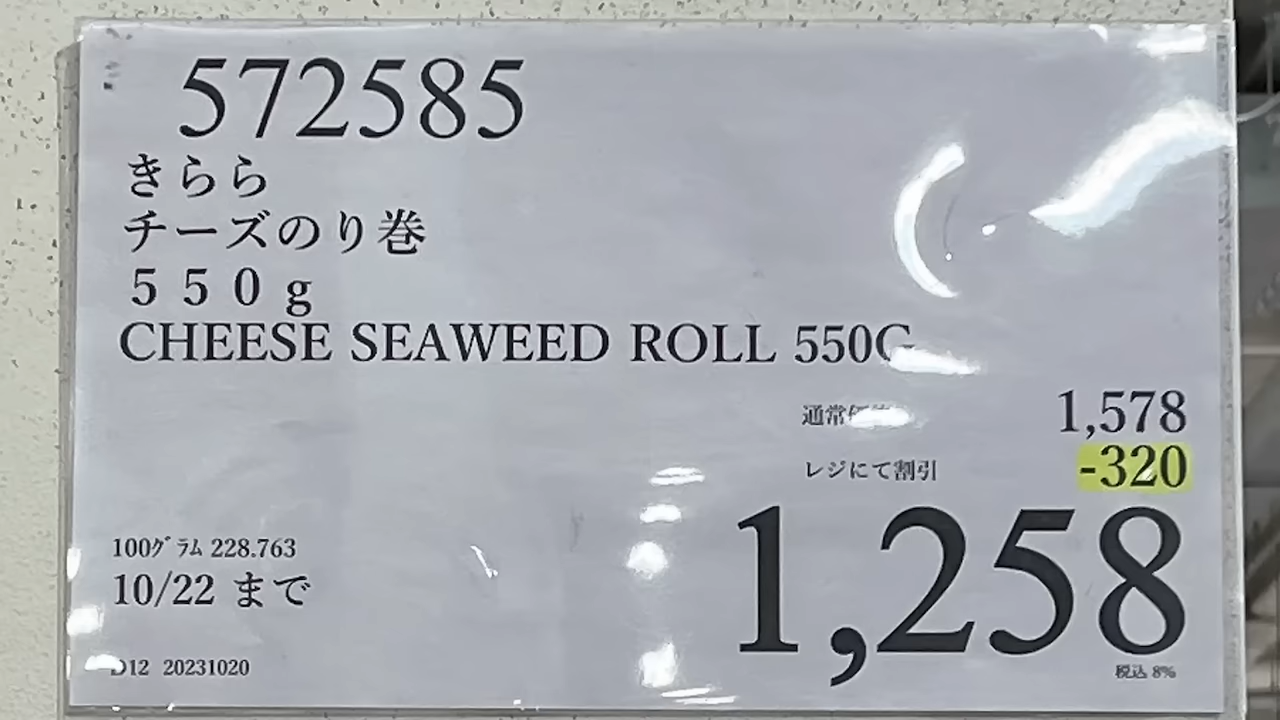 572585
きらら
チーズのり巻
５５０ｇ
CHEESE SEAWEED ROLL 550G
通常 1,578
レジにて割引 -320
1,258
税込 8%
100ｸﾞﾗﾑ 228.763
10/22 まで
D12 20231020